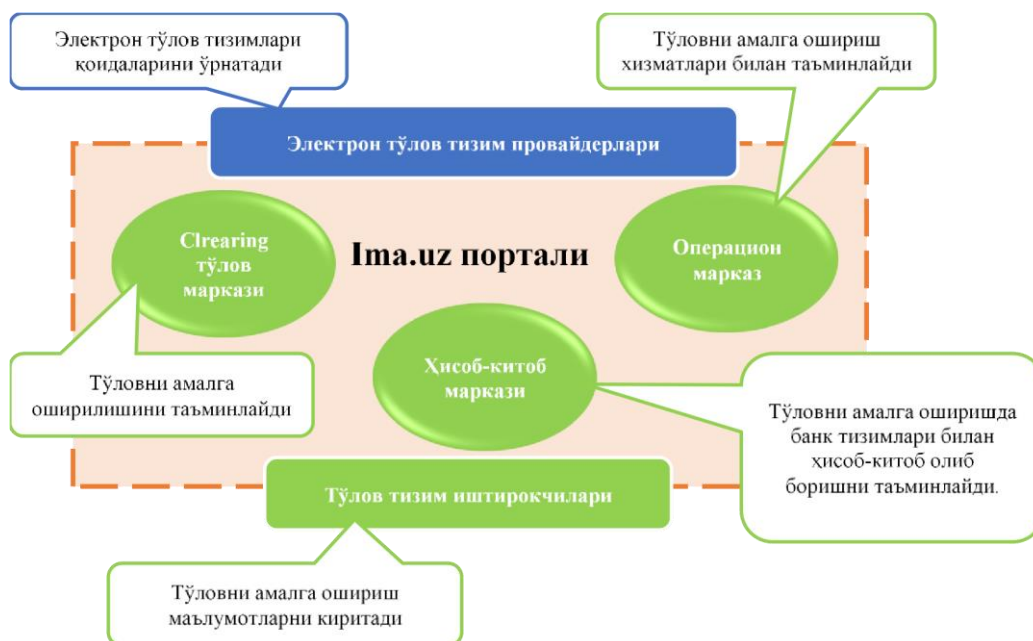 Электрон тўлов тизимлари
қоидаларини ўрнатади
Тўловни амалга ошириш
хизматлари билан таъминлайди
Электрон тўлов тизим провайдерлари
Clrearing
тўлов
маркази
Ima.uz портали
Операцион
марказ
Ҳисоб-китоб
маркази
Тўловни амалга
оширилишини таъминлайди
Тўловни амалга оширишда
банк тизимлари билан
ҳисоб-китоб олиб
боришни таъминлайди.
Тўлов тизим иштирокчилари
Тўловни амалга ошириш
маълумотларни киритади